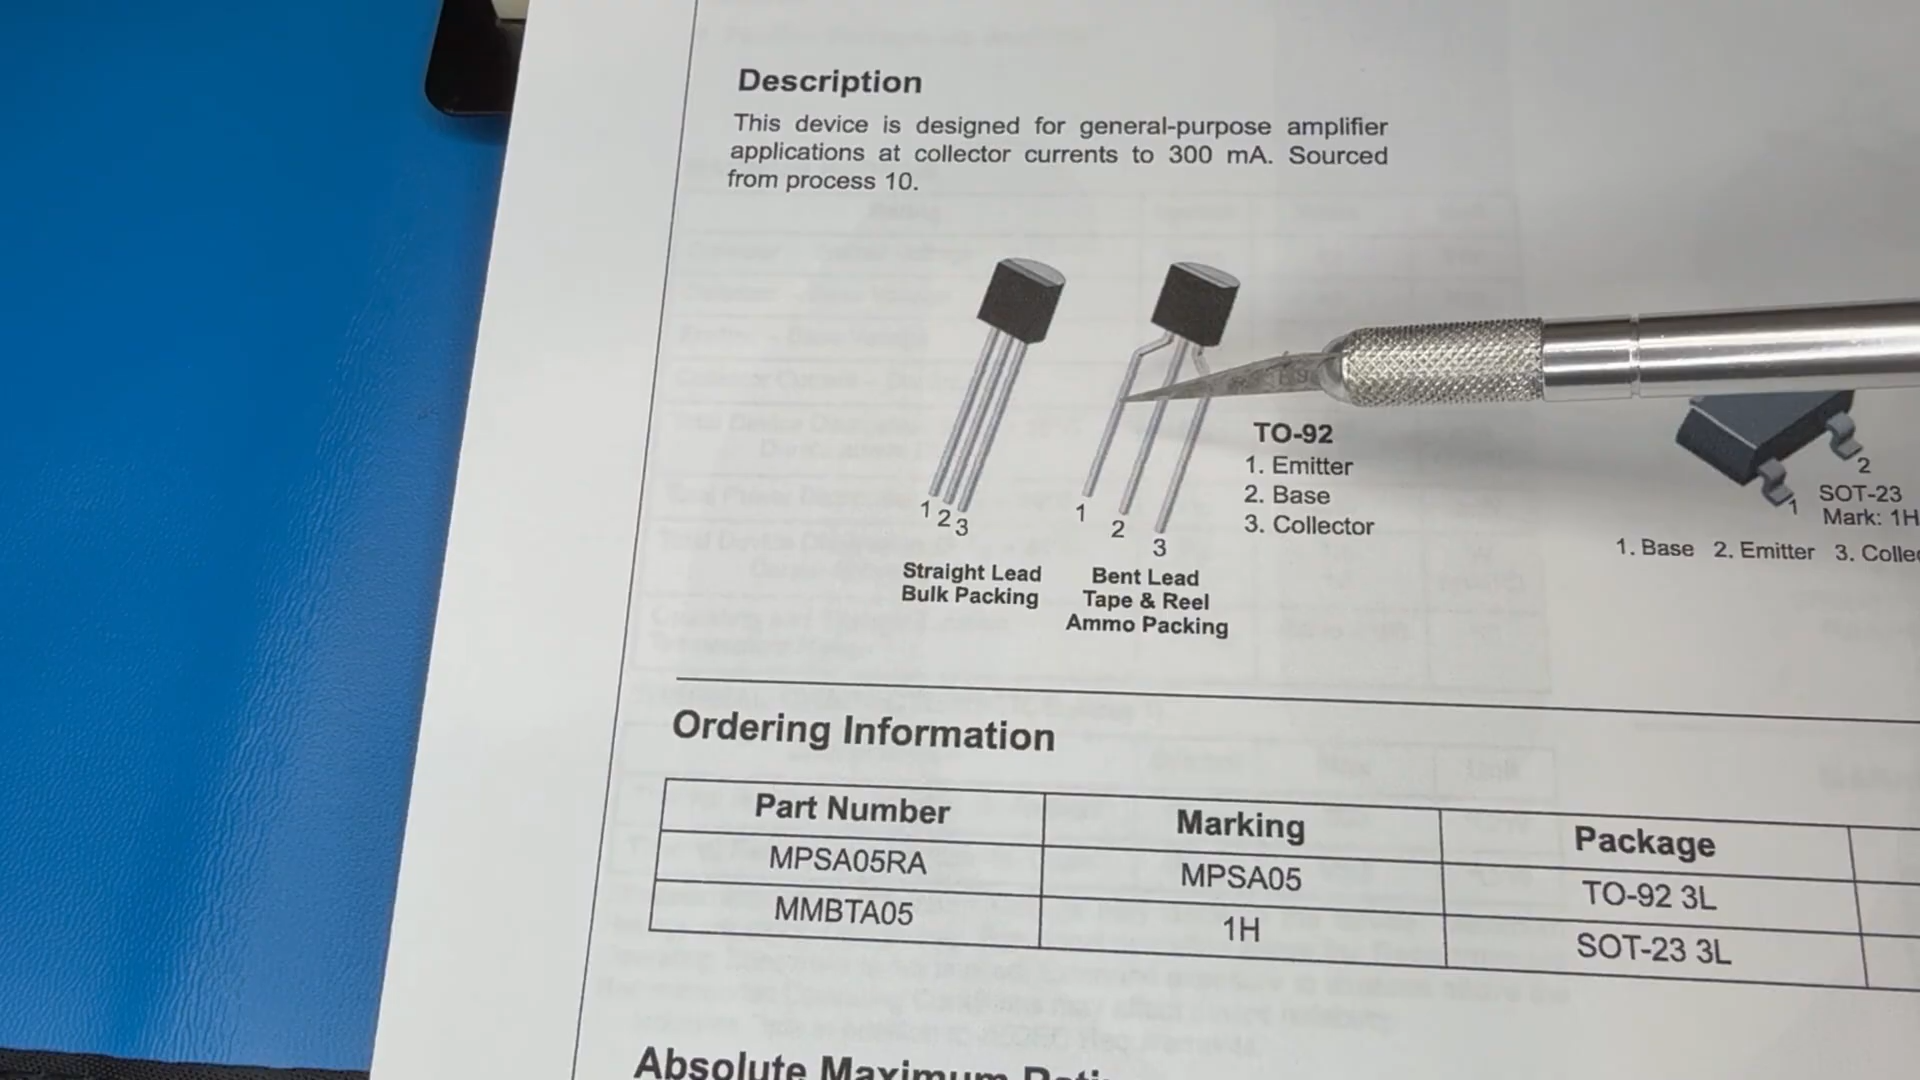 Description
This device is designed for general-purpose amplifier
applications at collector currents to 300 mA. Sourced
from process 10.
TO-92
1. Emitter
2. Base
3. Collector
1 2 3
1 2 3
Straight Lead
Bulk Packing
Bent Lead
Tape & Reel
Ammo Packing
2
1
SOT-23
Mark: 1H
1. Base 2. Emitter 3.
Ordering Information
Part Number Marking Package
MPSA05RA MPSA05 TO-92 3L
MMBTA05 1H SOT-23 3L
Absolute Maximum